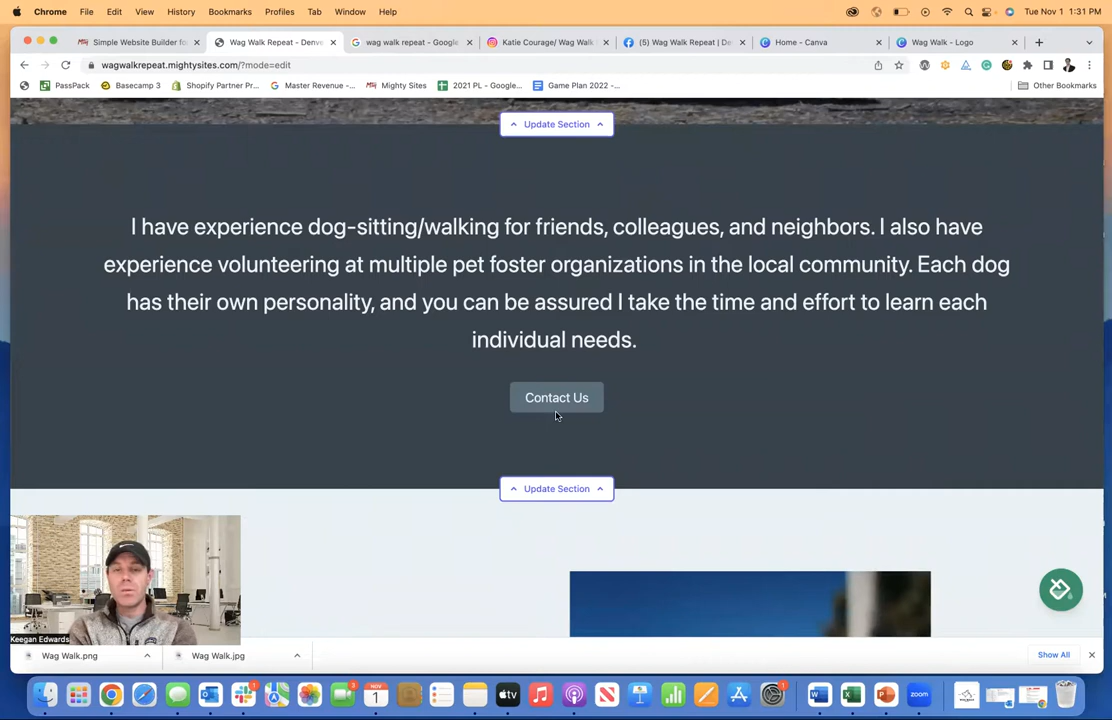 Chrome File Edit View History Bookmarks Profiles Tab Window Help Tue Nov 1 1:31 PM
Simple Website Builder fo Wag Walk Repeat - Denve wag walk repeat - Google Katie Courage/ Wag Walk (5) Wag Walk Repeat | De Home - Canva Wag Walk - Logo
wagwalkrepeat.mightysites.com/?mode=edit
PassPack Basecamp 3 Shopify Partner Pr... Master Revenue -... Mighty Sites 2021 PL - Google... Game Plan 2022 -... Other Bookmarks
Update Section
I have experience dog-sitting/walking for friends, colleagues, and neighbors. I also have
experience volunteering at multiple pet foster organizations in the local community. Each dog
has their own personality, and you can be assured I take the time and effort to learn each
individual needs.
Contact Us
Update Section
Keegan Edwards
Wag Walk.png Wag Walk.jpg Show All